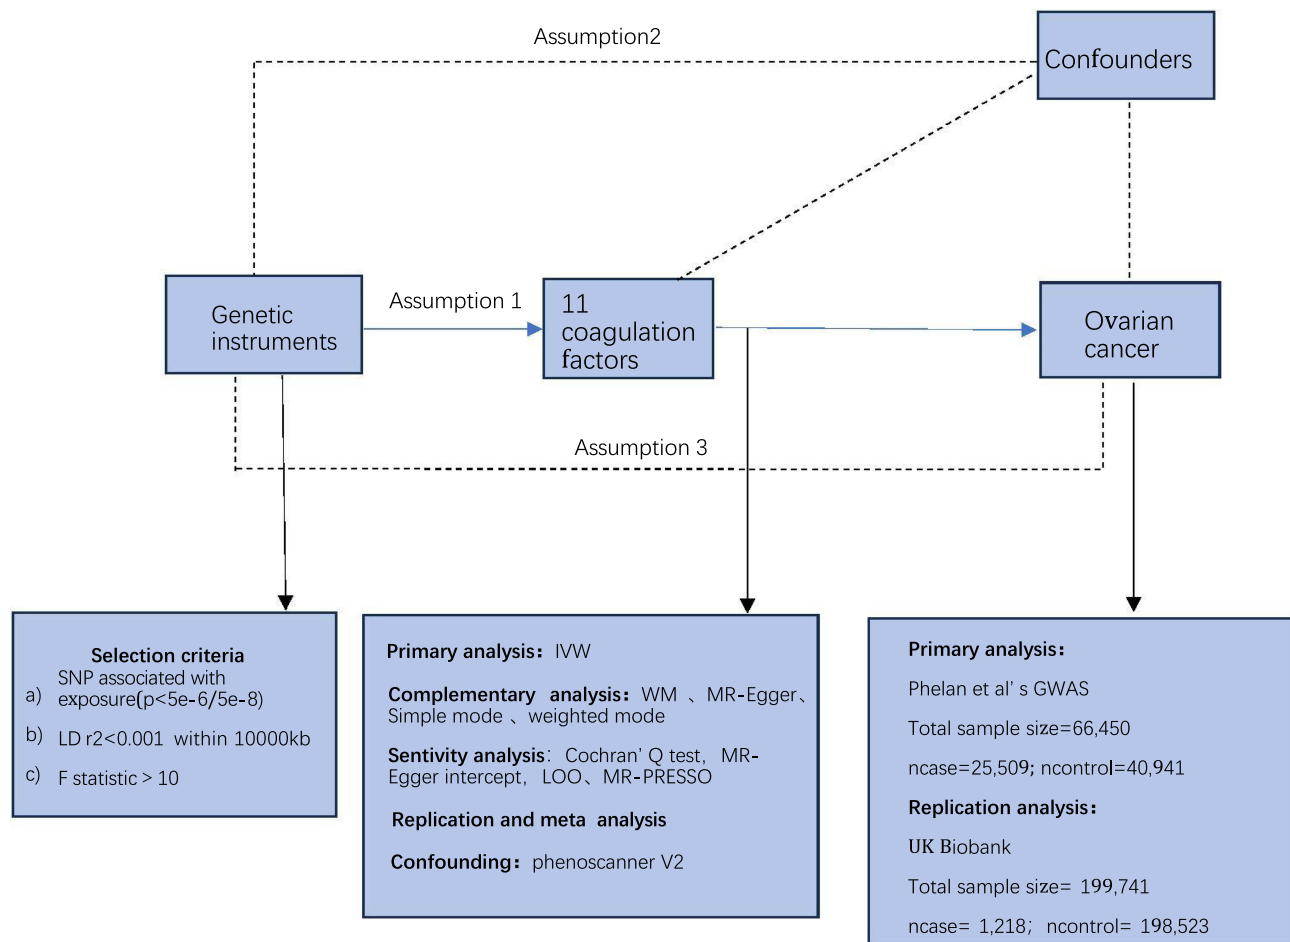 Assumption2
Confounders
Genetic
instruments
Assumption 1
11
coagulation
factors
Ovarian
cancer
Assumption 3
Selection criteria
a) SNP associated with
exposure(p<5e-6/5e-8)
b) LD r2<0.001 within 10000kb
c) F statistic > 10
Primary analysis： IVW
Complementary analysis： WM 、MR-Egger、
Simple mode 、weighted mode
Sentivity analysis： Cochran' Q test， MR-
Egger intercept， LOO、MR-PRESSO
Replication and meta analysis
Confounding： phenoscanner V2
Primary analysis：
Phelan et al' s GWAS
Total sample size=66,450
ncase=25,509; ncontrol=40,941
Replication analysis：
UK Biobank
Total sample size= 199,741
ncase= 1,218； ncontrol= 198,523